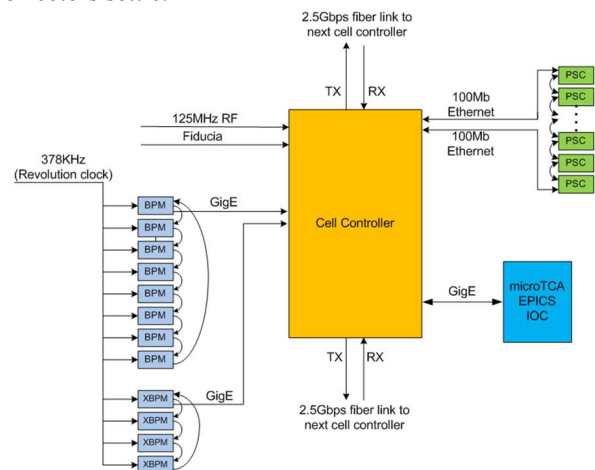 2.5Gbps fiber link to
next cell controller
TX
RX
125MHz RF
Fiducia
378KHz
(Revolution clock)
100Mb
Ethernet
100Mb
Ethernet
PSC
PSC
PSC
PSC
PSC
BPM
BPM
BPM
BPM
BPM
BPM
BPM
BPM
GigE
Cell Controller
GigE
microTCA
EPICS
IOC
XBPM
XBPM
XBPM
XBPM
GigE
TX
RX
2.5Gbps fiber link to
next cell controller